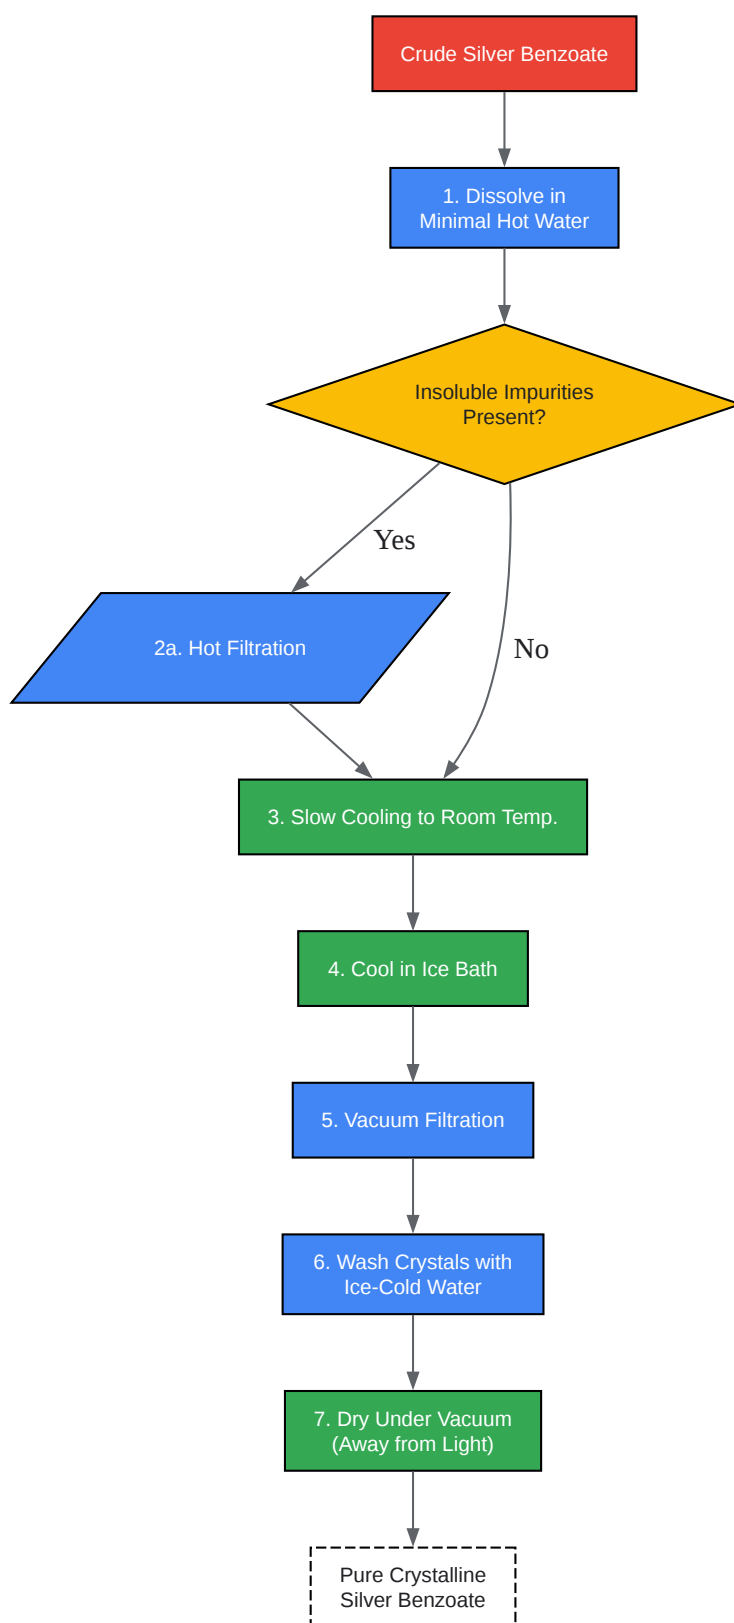 Crude Silver Benzoate
1. Dissolve in
Minimal Hot Water
Insoluble Impurities
Present?
Yes
No
2a. Hot Filtration
3. Slow Cooling to Room Temp.
4. Cool in Ice Bath
5. Vacuum Filtration
6. Wash Crystals with
Ice-Cold Water
7. Dry Under Vacuum
(Away from Light)
Pure Crystalline
Silver Benzoate